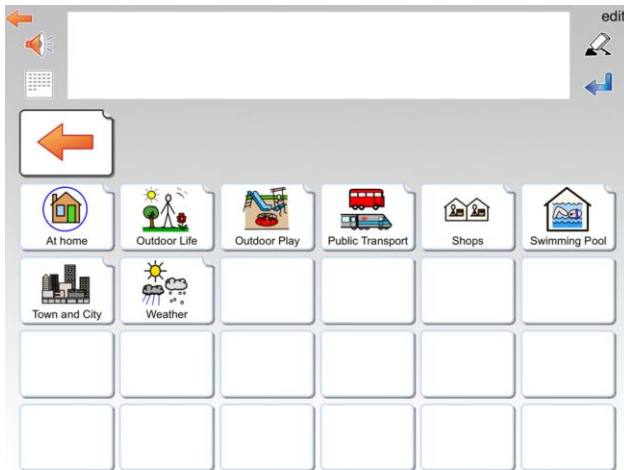 edit
At home
Outdoor Life
Outdoor Play
Public Transport
Shops
Swimming Pool
Town and City
Weather